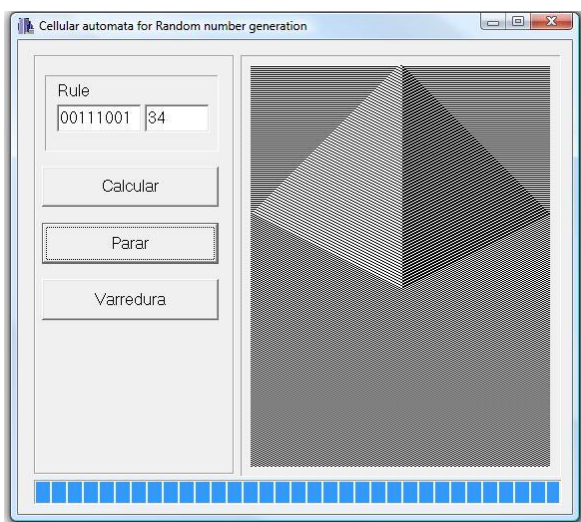 Cellular automata for Random number generation
Rule
00111001 34
Calcular
Parar
Varredura